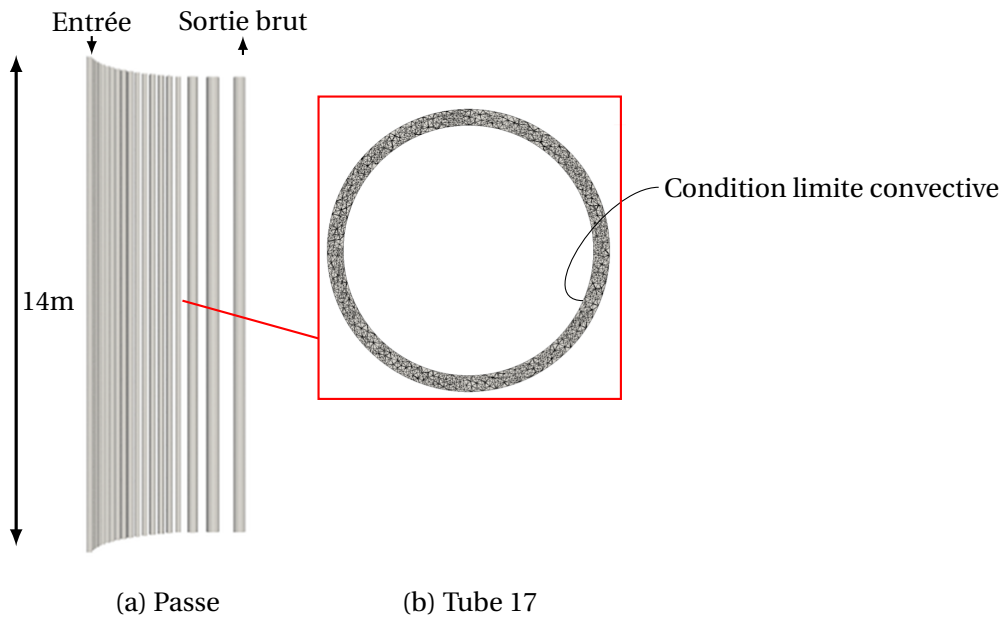 Entrée
Sortie brut
14m
Condition limite convective
(a) Passe
(b) Tube 17